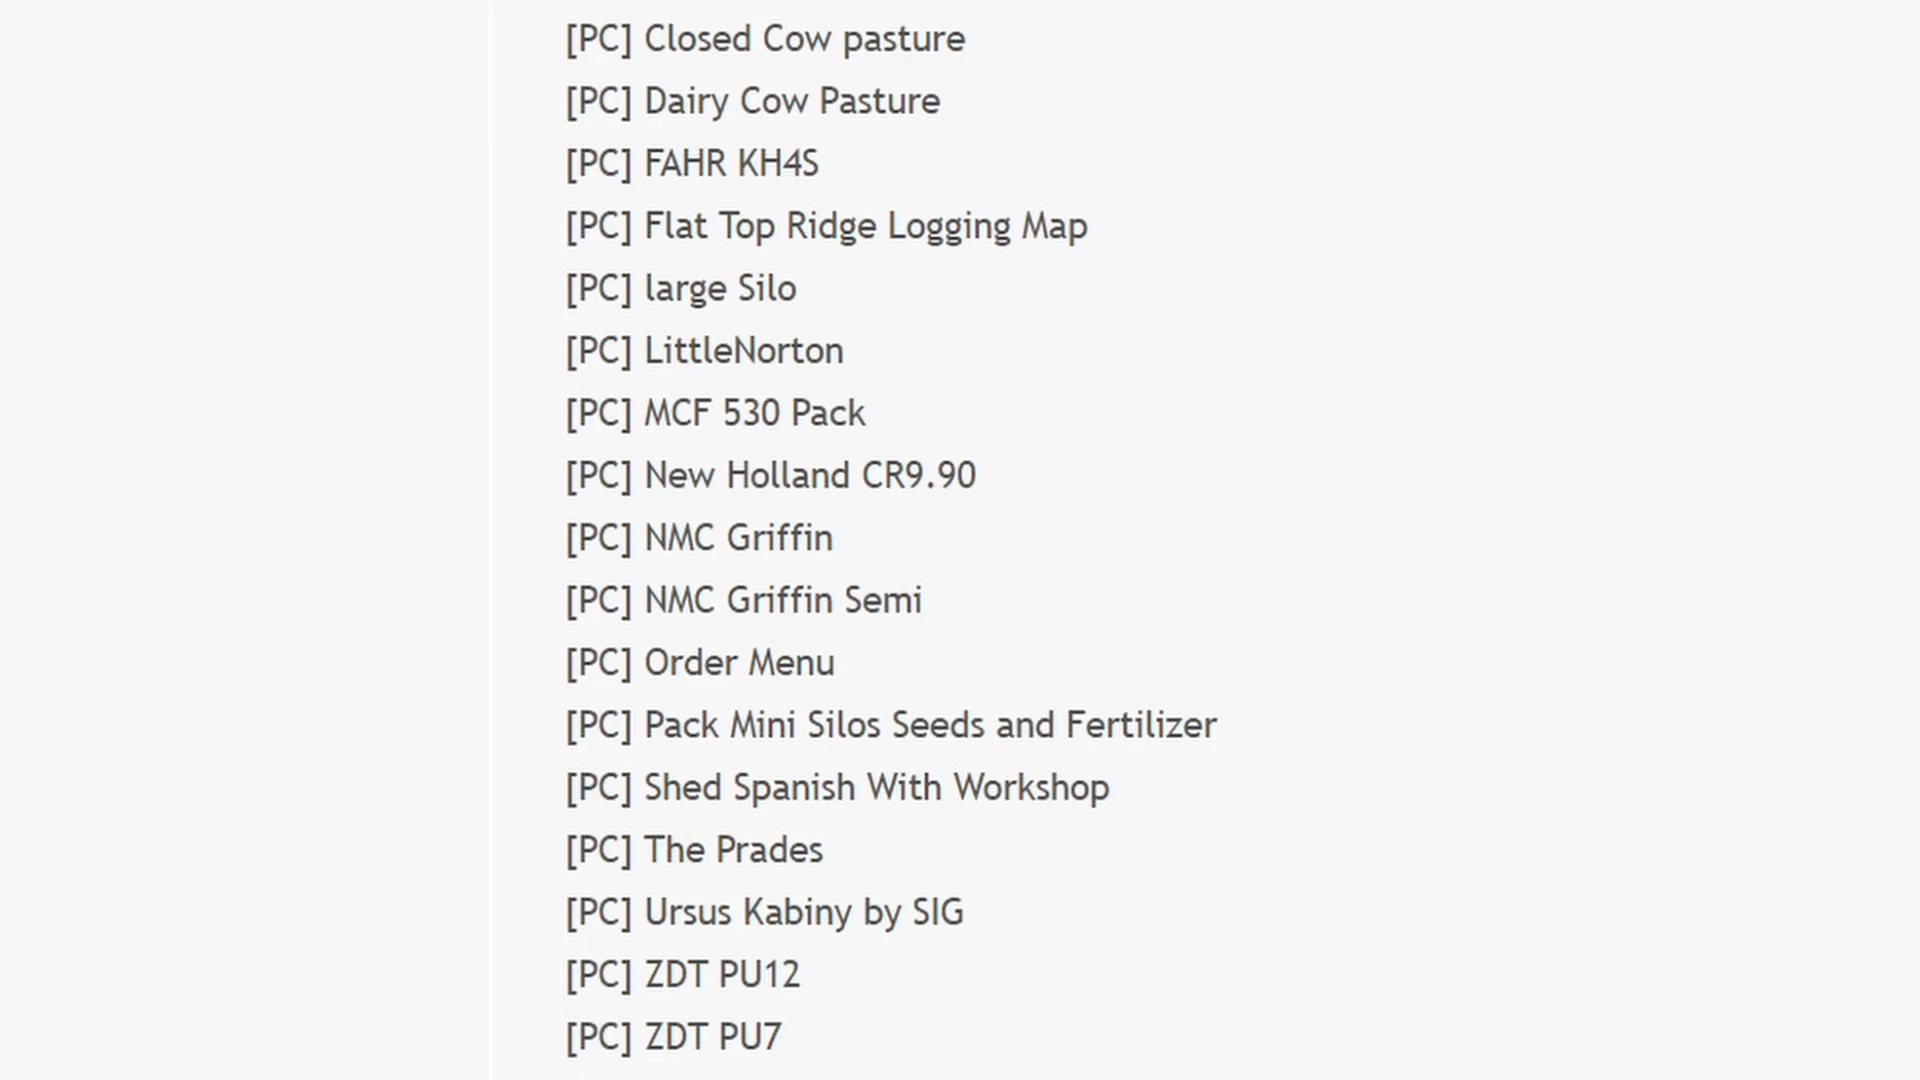 [PC] Closed Cow pasture
[PC] Dairy Cow Pasture
[PC] FAHR KH4S
[PC] Flat Top Ridge Logging Map
[PC] large Silo
[PC] LittleNorton
[PC] MCF 530 Pack
[PC] New Holland CR9.90
[PC] NMC Griffin
[PC] NMC Griffin Semi
[PC] Order Menu
[PC] Pack Mini Silos Seeds and Fertilizer
[PC] Shed Spanish With Workshop
[PC] The Prades
[PC] Ursus Kabiny by SIG
[PC] ZDT PU12
[PC] ZDT PU7